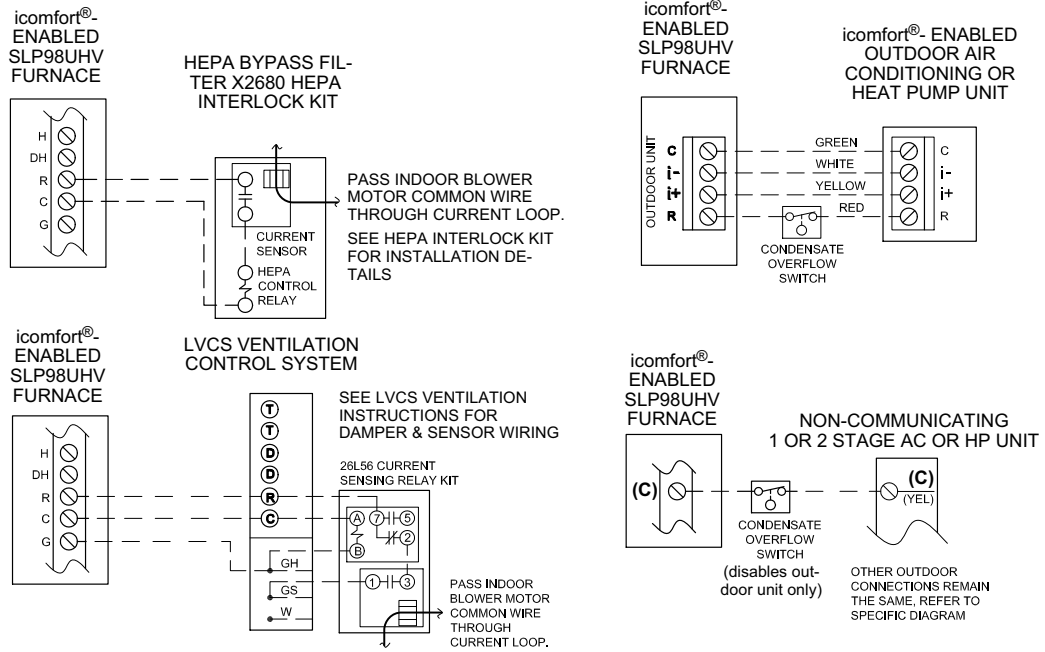 icomfort®-
ENABLED
SLP98UHV
FURNACE
H
DH
R
C
G
HEPA BYPASS FIL-
TER X2680 HEPA
INTERLOCK KIT
CURRENT
SENSOR
HEPA
CONTROL
RELAY
PASS INDOOR BLOWER
MOTOR COMMON WIRE
THROUGH CURRENT LOOP.
SEE HEPA INTERLOCK KIT
FOR INSTALLATION DE-
TAILS
icomfort®-
ENABLED
SLP98UHV
FURNACE
OUTDOOR UNIT
C
i-
i+
R
GREEN
WHITE
YELLOW
RED
CONDENSATE
OVERFLOW
SWITCH
icomfort®- ENABLED
OUTDOOR AIR
CONDITIONING OR
HEAT PUMP UNIT
C
i-
i+
R
icomfort®-
ENABLED
SLP98UHV
FURNACE
H
DH
R
C
G
LVCS VENTILATION
CONTROL SYSTEM
T
T
D
D
R
C
GH
GS
W
SEE LVCS VENTILATION
INSTRUCTIONS FOR
DAMPER & SENSOR WIRING
26L56 CURRENT
SENSING RELAY KIT
A 7 5
2
B
1 3
PASS INDOOR
BLOWER MOTOR
COMMON WIRE
THROUGH
CURRENT LOOP.
icomfort®-
ENABLED
SLP98UHV
FURNACE
(C)
CONDENSATE
OVERFLOW
SWITCH
(disables out-
door unit only)
NON-COMMUNICATING
1 OR 2 STAGE AC OR HP UNIT
(C)
(YEL)
OTHER OUTDOOR
CONNECTIONS REMAIN
THE SAME, REFER TO
SPECIFIC DIAGRAM